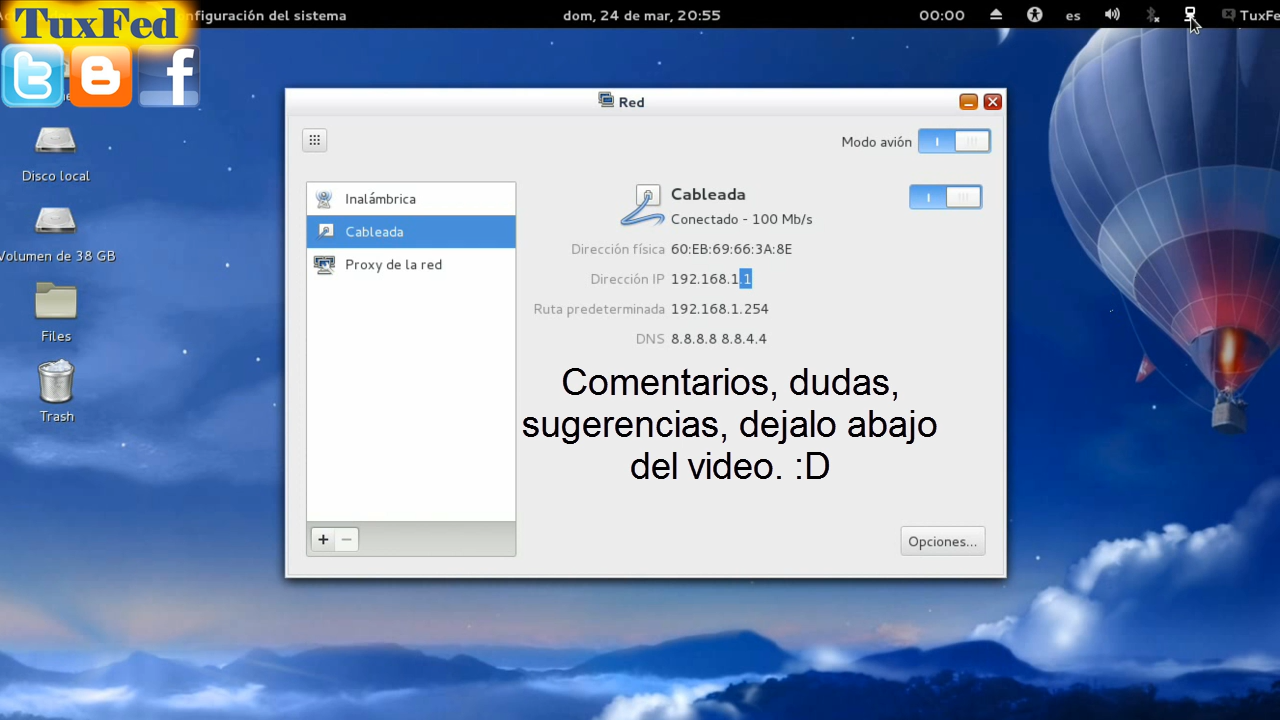 TuxFed
nfiguración del sistema
dom, 24 de mar, 20:55
00:00
es
TuxFe
Disco local
Volumen de 38 GB
Files
Trash
Red
Modo avión
Inalámbrica
Cableada
Proxy de la red
Cableada
Conectado - 100 Mb/s
Dirección física 60:EB:69:66:3A:8E
Dirección IP 192.168.1.1
Ruta predeterminada 192.168.1.254
DNS 8.8.8.8 8.8.4.4
Comentarios, dudas,
sugerencias, dejalo abajo
del video. :D
Opciones...